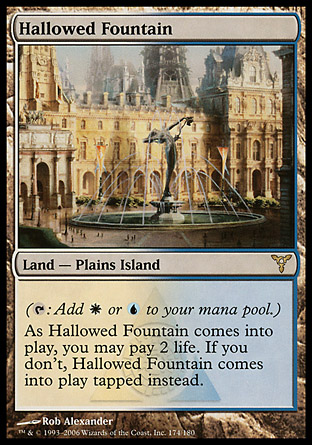 Hallowed Fountain
Land — Plains Island
(: Add or to your mana pool.)
As Hallowed Fountain comes into
play, you may pay 2 life. If you
don't, Hallowed Fountain comes
into play tapped instead.
Rob Alexander
™ & © 1993–2006 Wizards of the Coast, Inc. 174/180